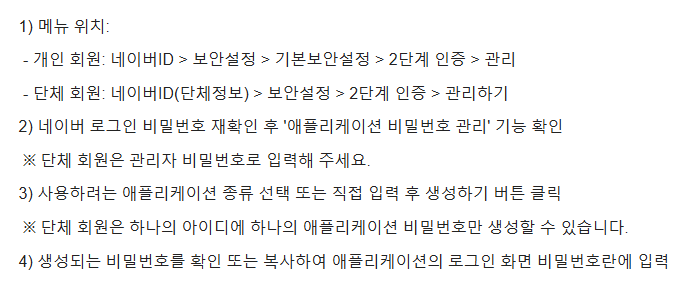 1) 메뉴 위치:
- 개인 회원: 네이버ID > 보안설정 > 기본보안설정 > 2단계 인증 > 관리
- 단체 회원: 네이버ID(단체정보) > 보안설정 > 2단계 인증 > 관리하기
2) 네이버 로그인 비밀번호 재확인 후 '애플리케이션 비밀번호 관리' 기능 확인
※ 단체 회원은 관리자 비밀번호로 입력해 주세요.
3) 사용하려는 애플리케이션 종류 선택 또는 직접 입력 후 생성하기 버튼 클릭
※ 단체 회원은 하나의 아이디에 하나의 애플리케이션 비밀번호만 생성할 수 있습니다.
4) 생성되는 비밀번호를 확인 또는 복사하여 애플리케이션의 로그인 화면 비밀번호란에 입력